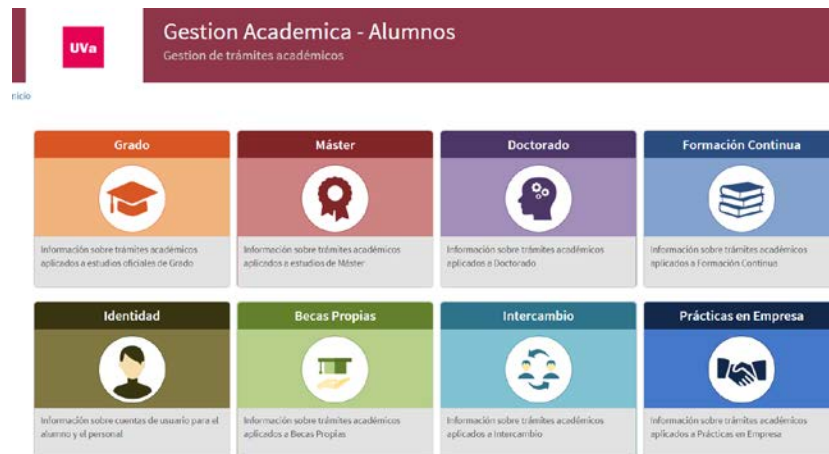 UVa
Gestion Academica - Alumnos
Gestion de trámites académicos
nicio
Grado
Máster
Doctorado
Formación Continua
Información sobre trámites académicos
aplicados a estudios oficiales de Grado
Información sobre trámites académicos
aplicados a estudios de Máster
Información sobre trámites académicos
aplicados a Doctorado
Información sobre trámites académicos
aplicados a Formación Continua
Identidad
Becas Propias
Intercambio
Prácticas en Empresa
Información sobre cuentas de usuario para el
alumno y el personal
Información sobre trámites académicos
aplicados a Becas Propias
Información sobre trámites académicos
aplicados a Intercambio
Información sobre trámites académicos
aplicados a Prácticas en Empresa